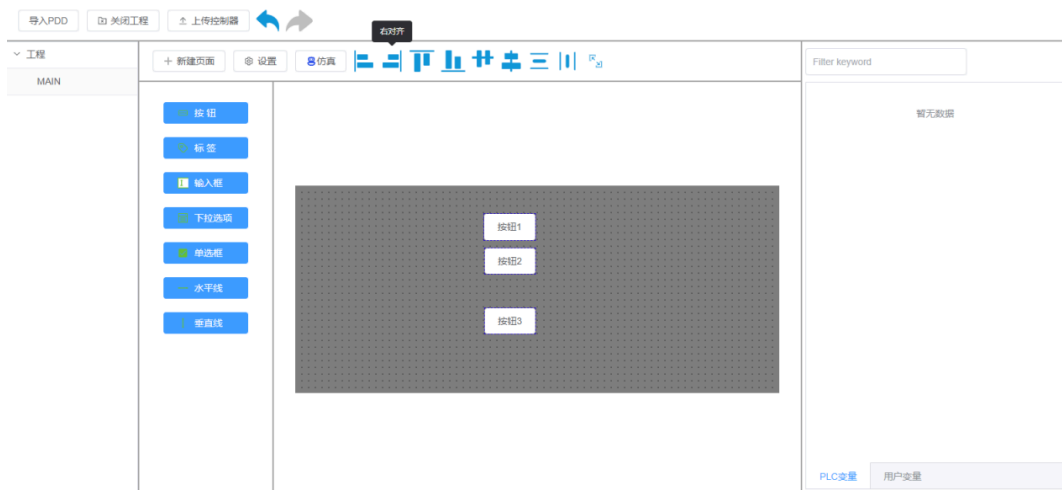 导入PDD 关闭工程 上传控制器
右对齐
工程
MAIN
新建页面 设置 仿真
Filter keyword
暂无数据
按钮
标签
输入框
下拉选项
单选框
水平线
垂直线
按钮1
按钮2
按钮3
PLC变量 用户变量